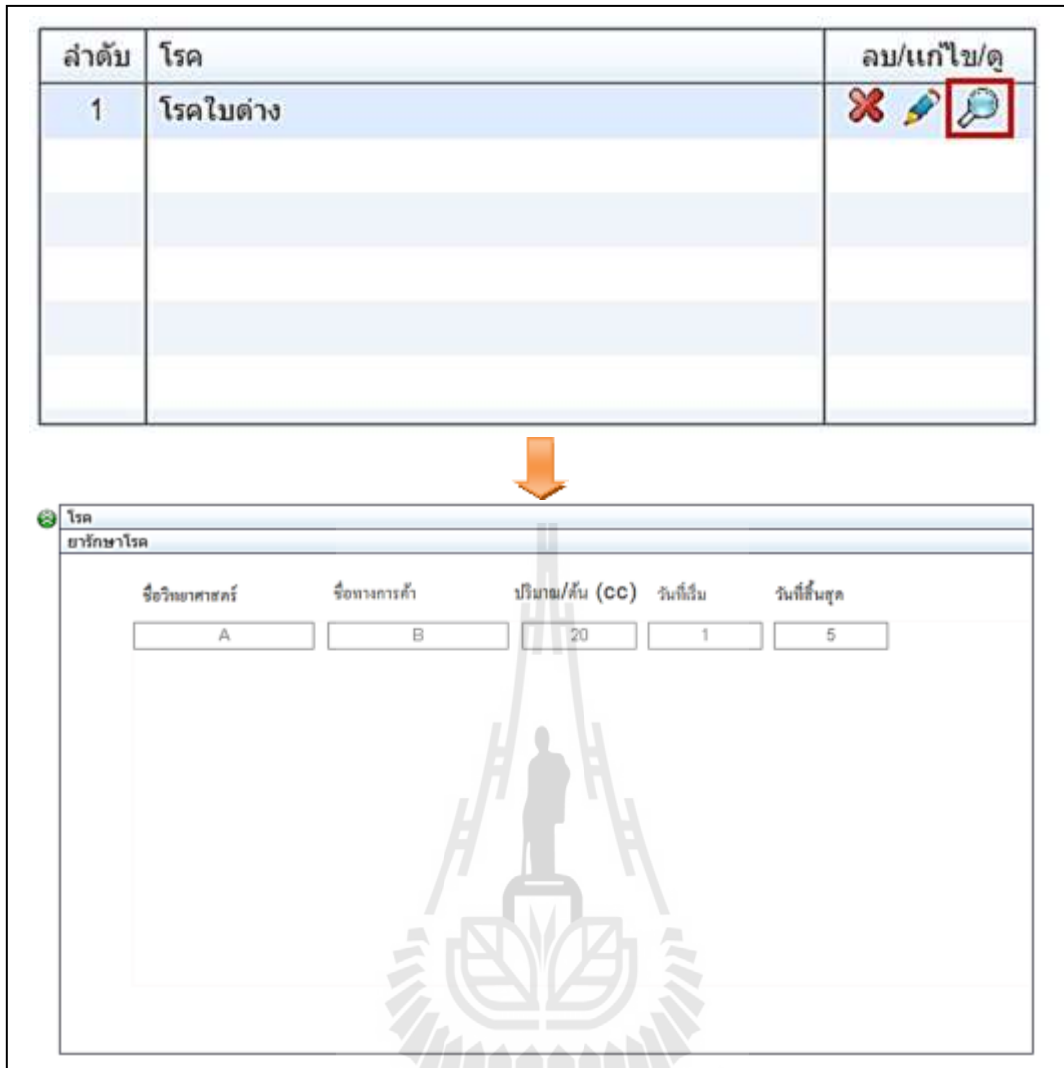 ลำดับ โรค ลบ/แก้ไข/ดู
1 โรคใบด่าง
โรค
ยารักษาโรค
ชื่อวิทยาศาสตร์ ชื่อทางการค้า ปริมาณ/ต้น (CC) วันที่เริ่ม วันที่สิ้นสุด
A B 20 1 5